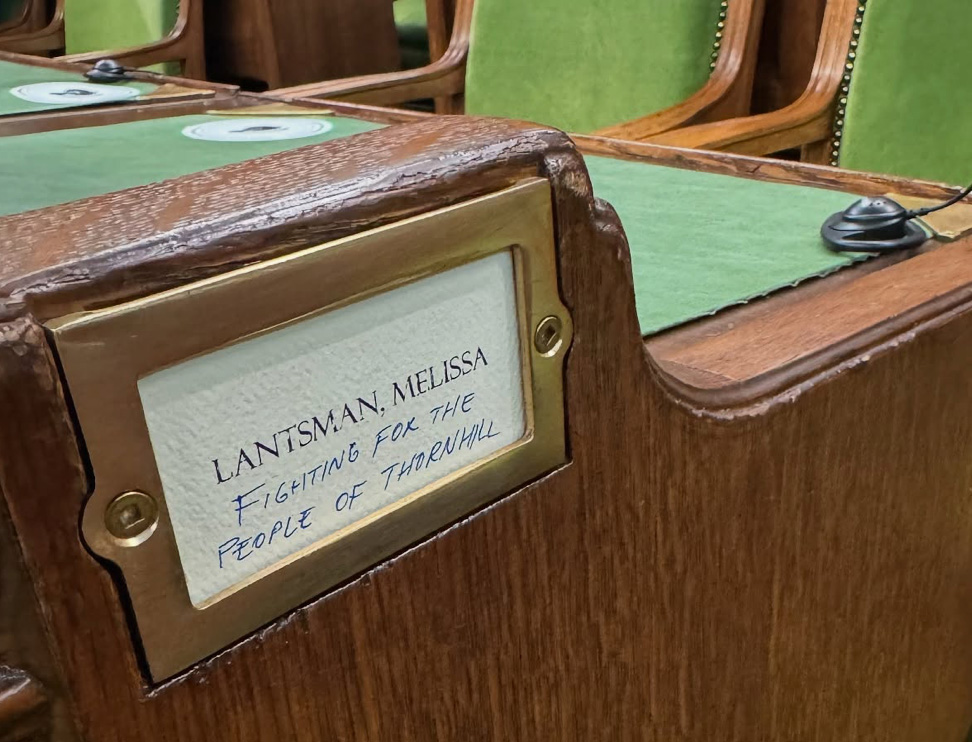 LANTSMAN, MELISSA
FIGHTING FOR THE
PEOPLE OF THORNHILL